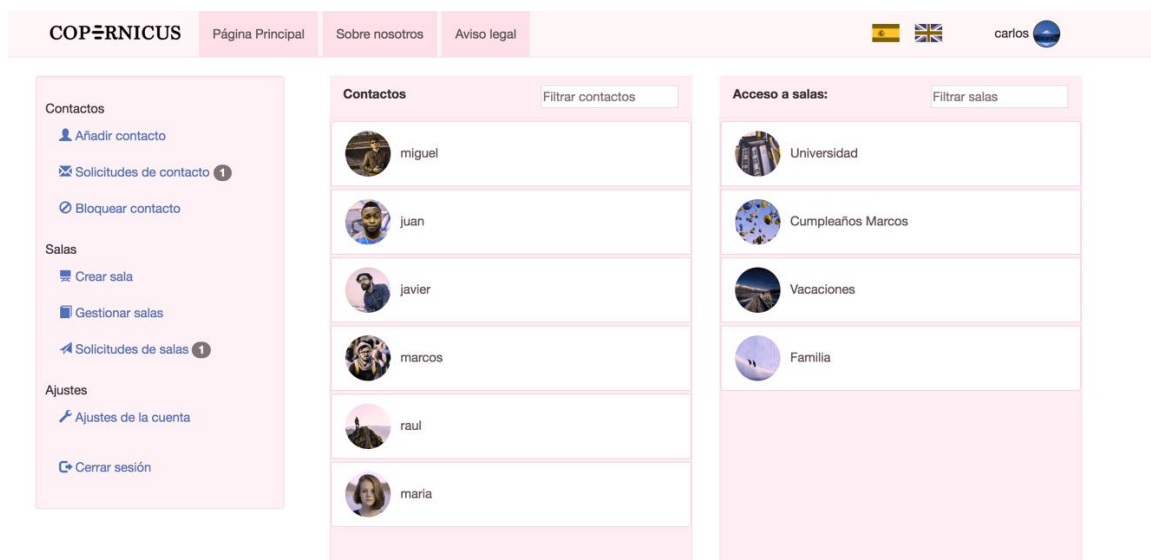 COPERNICUS
Página Principal
Sobre nosotros
Aviso legal
carlos
Contactos
Añadir contacto
Solicitudes de contacto 1
Bloquear contacto
Salas
Crear sala
Gestionar salas
Solicitudes de salas 1
Ajustes
Ajustes de la cuenta
Cerrar sesión
Contactos
Filtrar contactos
miguel
juan
javier
marcos
raul
maria
Acceso a salas:
Filtrar salas
Universidad
Cumpleaños Marcos
Vacaciones
Familia